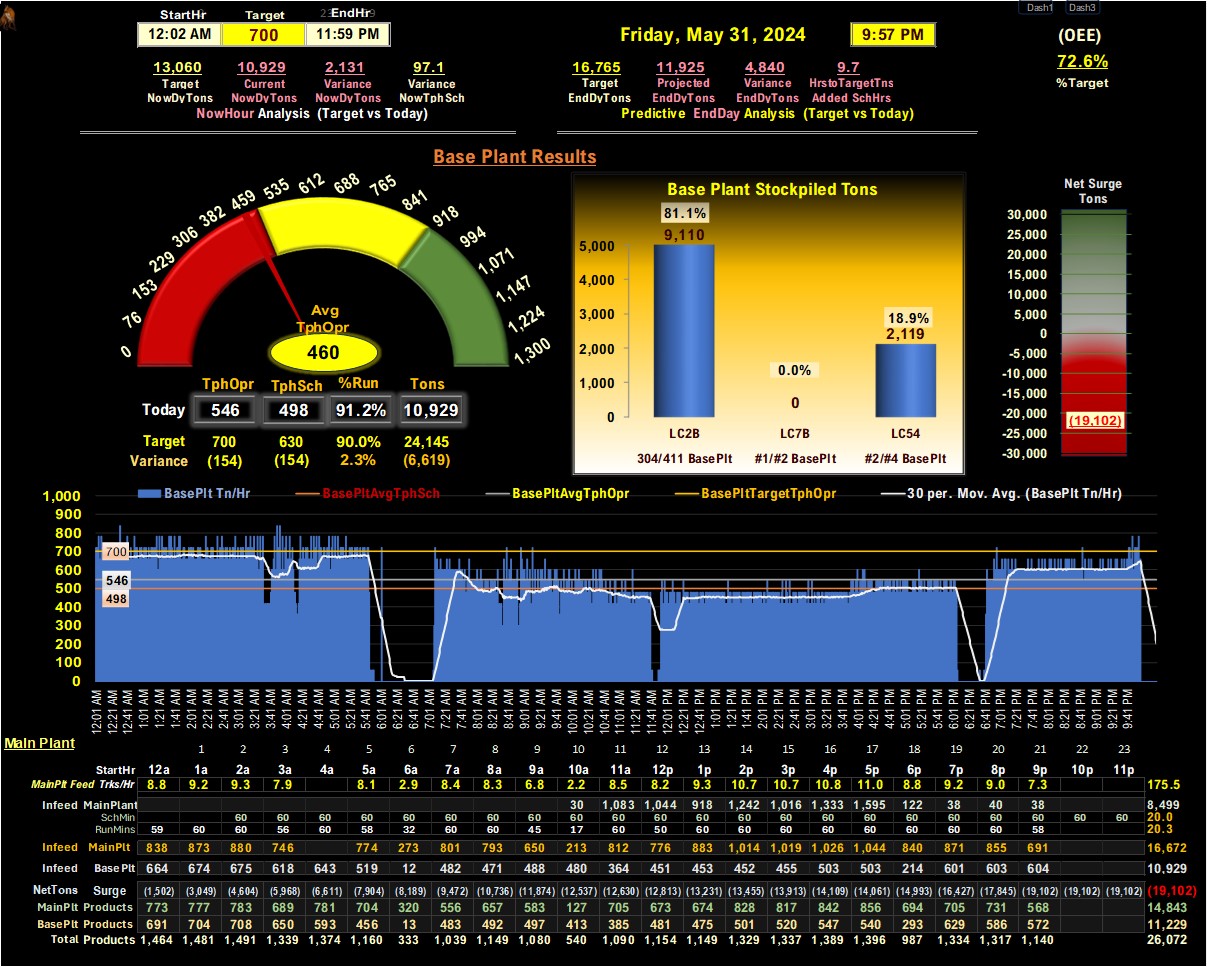 StartHr Target EndHr Dash1 Dash3
12:02 AM 700 11:59 PM Friday, May 31, 2024 9:57 PM (OEE)
13,060 10,929 2,131 97.1 16,765 11,925 4,840 9.7 72.6%
Target Current Variance Variance Target Projected Variance HrstoTargetTns %Target
NowDyTons NowDyTons NowDyTons NowTphSch EndDyTons EndDyTons EndDyTons Added SchHrs
NowHour Analysis (Target vs Today) Predictive EndDay Analysis (Target vs Today)
Base Plant Results
0 76 153 229 306 382 459 535 612 688 765 841 918 994 1,071 1,147 1,224 1,300
Avg
TphOpr
460
TphOpr TphSch %Run Tons
Today 546 498 91.2% 10,929
Target 700 630 90.0% 24,145
Variance (154) (154) 2.3% (6,619)
Base Plant Stockpiled Tons
81.1%
9,110
5,000
4,000
3,000
18.9%
2,119
2,000
0.0%
1,000
0
0
LC2B LC7B LC54
304/411 BasePlt #1/#2 BasePlt #2/#4 BasePlt
Net Surge
Tons
30,000
25,000
20,000
15,000
10,000
5,000
0
-5,000
-10,000
-15,000
-20,000
(19,102)
-25,000
-30,000
BasePlt Tn/Hr BasePltAvgTphSch BasePltAvgTphOpr BasePltTargetTphOpr 30 per. Mov. Avg. (BasePlt Tn/Hr)
1,000
900
800
700 700
600 546
500 498
400
300
200
100
0
12:01 AM 12:21 AM 12:41 AM 1:01 AM 1:21 AM 1:41 AM 2:01 AM 2:21 AM 2:41 AM 3:01 AM 3:21 AM 3:41 AM 4:01 AM 4:21 AM 4:41 AM 5:01 AM 5:21 AM 5:41 AM 6:01 AM 6:21 AM 6:41 AM 7:01 AM 7:44 AM 8:01 AM 8:21 AM 8:41 AM 9:01 AM 9:21 AM 9:41 AM 10:02 AM 10:22 AM 10:42 AM 11:01 AM 11:21 AM 11:41 AM 12:01 PM 12:21 PM 12:41 PM 1:01 PM 1:21 PM 1:41 PM 2:01 PM 2:21 PM 2:41 PM 3:01 PM 3:21 PM 3:41 PM 4:01 PM 4:21 PM 4:41 PM 5:01 PM 5:21 PM 5:41 PM 6:01 PM 6:21 PM 6:41 PM 7:01 PM 7:21 PM 7:41 PM 8:01 PM 8:21 PM 8:41 PM 9:01 PM 9:21 PM 9:41 PM
Main Plant
1 2 3 4 5 6 7 8 9 10 11 12 13 14 15 16 17 18 19 20 21 22 23
StartHr 12a 1a 2a 3a 4a 5a 6a 7a 8a 9a 10a 11a 12p 1p 2p 3p 4p 5p 6p 7p 8p 9p 10p 11p
MainPlt Feed Trks/Hr 8.8 9.2 9.3 7.9 8.1 2.9 8.4 8.3 6.8 2.2 8.5 8.2 9.3 10.7 10.7 10.8 11.0 8.8 9.2 9.0 7.3 175.5
Infeed MainPlant 30 1,083 1,044 918 1,242 1,016 1,333 1,595 122 38 40 38 8,499
SchMin 60 60 60 60 60 60 60 60 60 60 60 60 60 60 60 60 60 60 60 60 60 60 20.0
RunMins 59 60 60 56 60 58 32 60 60 45 17 60 50 60 60 60 60 60 60 60 60 58 20.3
Infeed MainPlt 838 873 880 746 774 273 801 793 650 213 812 776 883 1,014 1,019 1,026 1,044 840 871 855 691 16,672
Infeed BasePlt 664 674 675 618 643 519 12 482 471 488 480 364 451 453 452 455 503 503 214 601 603 604 10,929
NetTons Surge (1,502) (3,049) (4,604) (5,968) (6,611) (7,904) (8,189) (9,472) (10,736) (11,874) (12,537) (12,630) (12,813) (13,231) (13,455) (13,913) (14,109) (14,061) (14,993) (16,427) (17,845) (19,102) (19,102) (19,102) (19,102)
MainPlt Products 773 777 783 689 781 704 320 556 657 583 127 705 673 674 828 817 842 856 694 705 731 568 14,843
BasePlt Products 691 704 708 650 593 456 13 483 492 497 413 385 481 475 502 520 547 540 293 629 586 572 11,229
Total Products 1,464 1,481 1,491 1,339 1,374 1,160 333 1,039 1,149 1,080 540 1,090 1,154 1,149 1,329 1,337 1,389 1,396 987 1,334 1,317 1,140 26,072